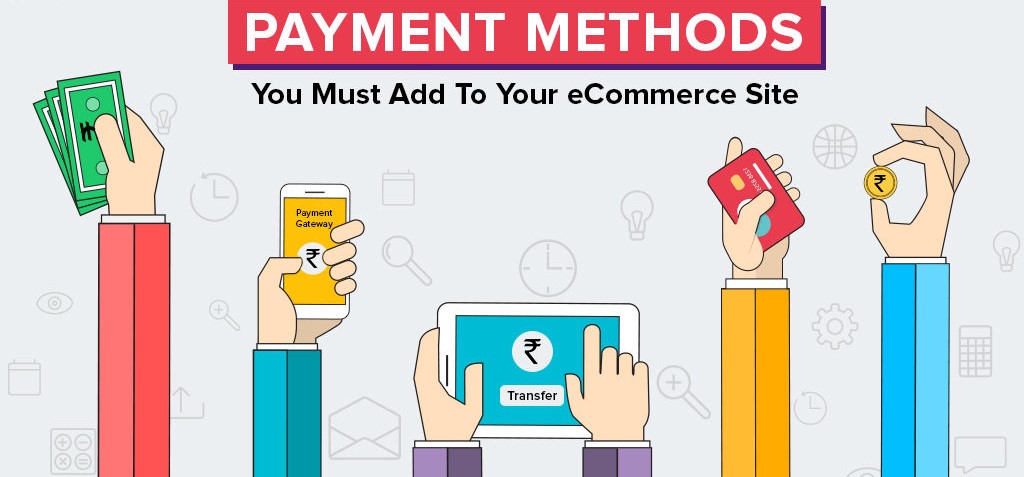 PAYMENT METHODS
You Must Add To Your eCommerce Site
₹
Payment
Gateway
₹
₹
Transfer
₹